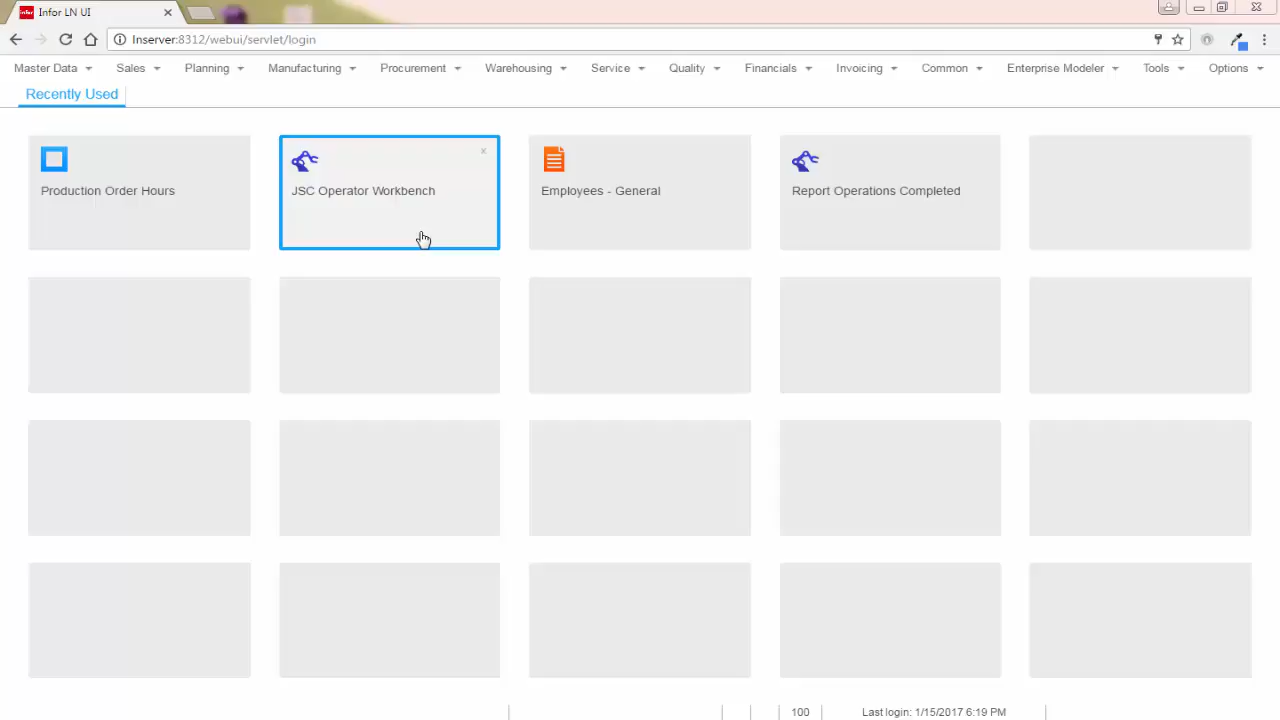 infor Infor LN UI
lnserver:8312/webui/servlet/login
Master Data Sales Planning Manufacturing Procurement Warehousing Service Quality Financials Invoicing Common Enterprise Modeler Tools Options
Recently Used
Production Order Hours
JSC Operator Workbench
Employees - General
Report Operations Completed
100 Last login: 1/15/2017 6:19 PM